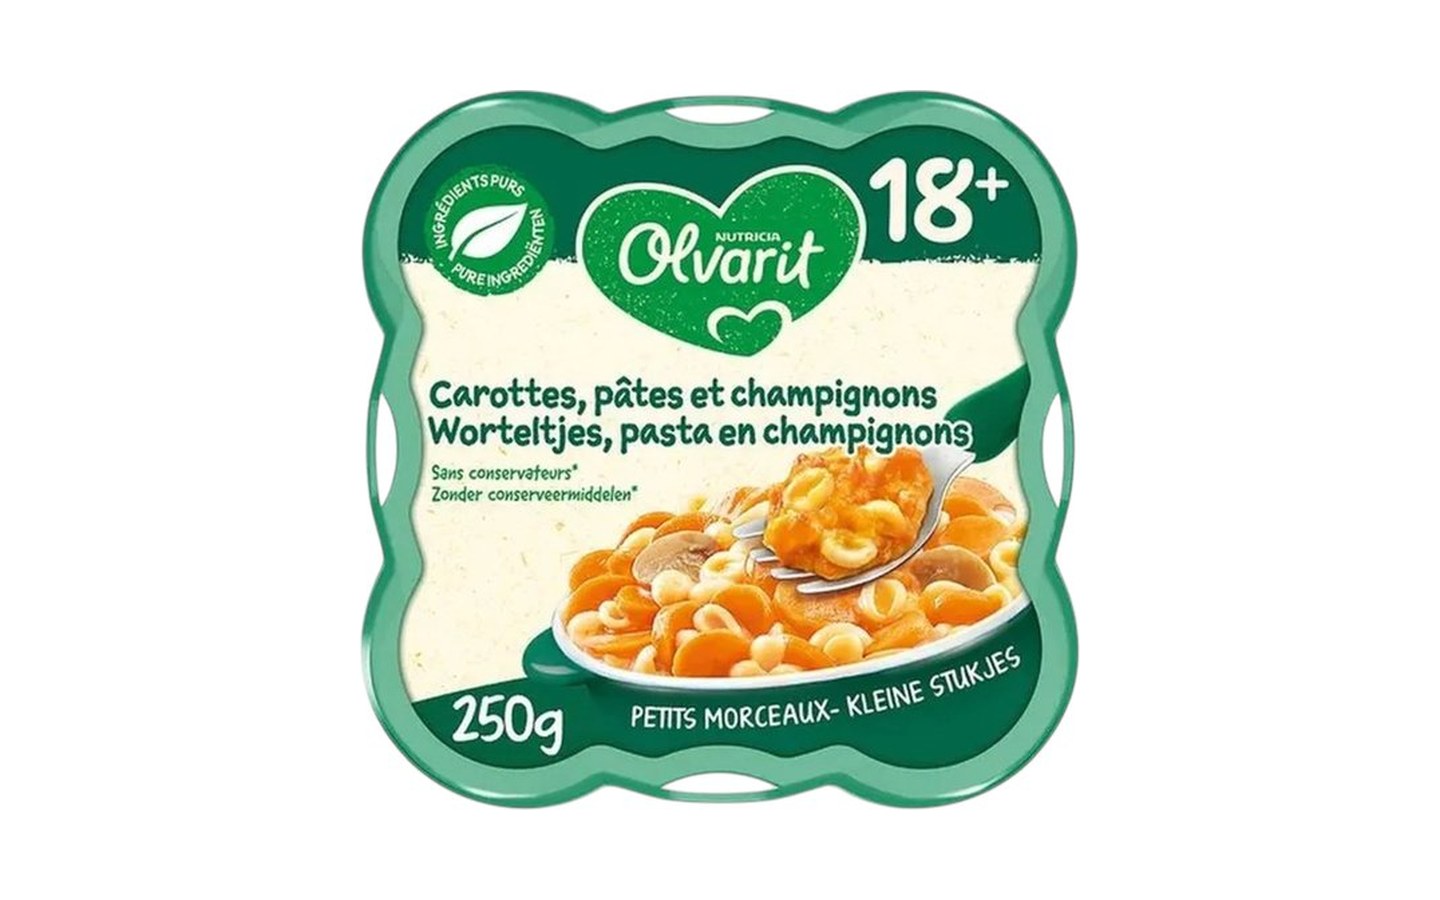 INGRÉDIENTS PURS
PURE INGREDIËNTEN
NUTRICIA
Olvarit
18+
Carottes, pâtes et champignons
Worteltjes, pasta en champignons
Sans conservateurs*
Zonder conserveermiddelen*
250g
PETITS MORCEAUX- KLEINE STUKJES